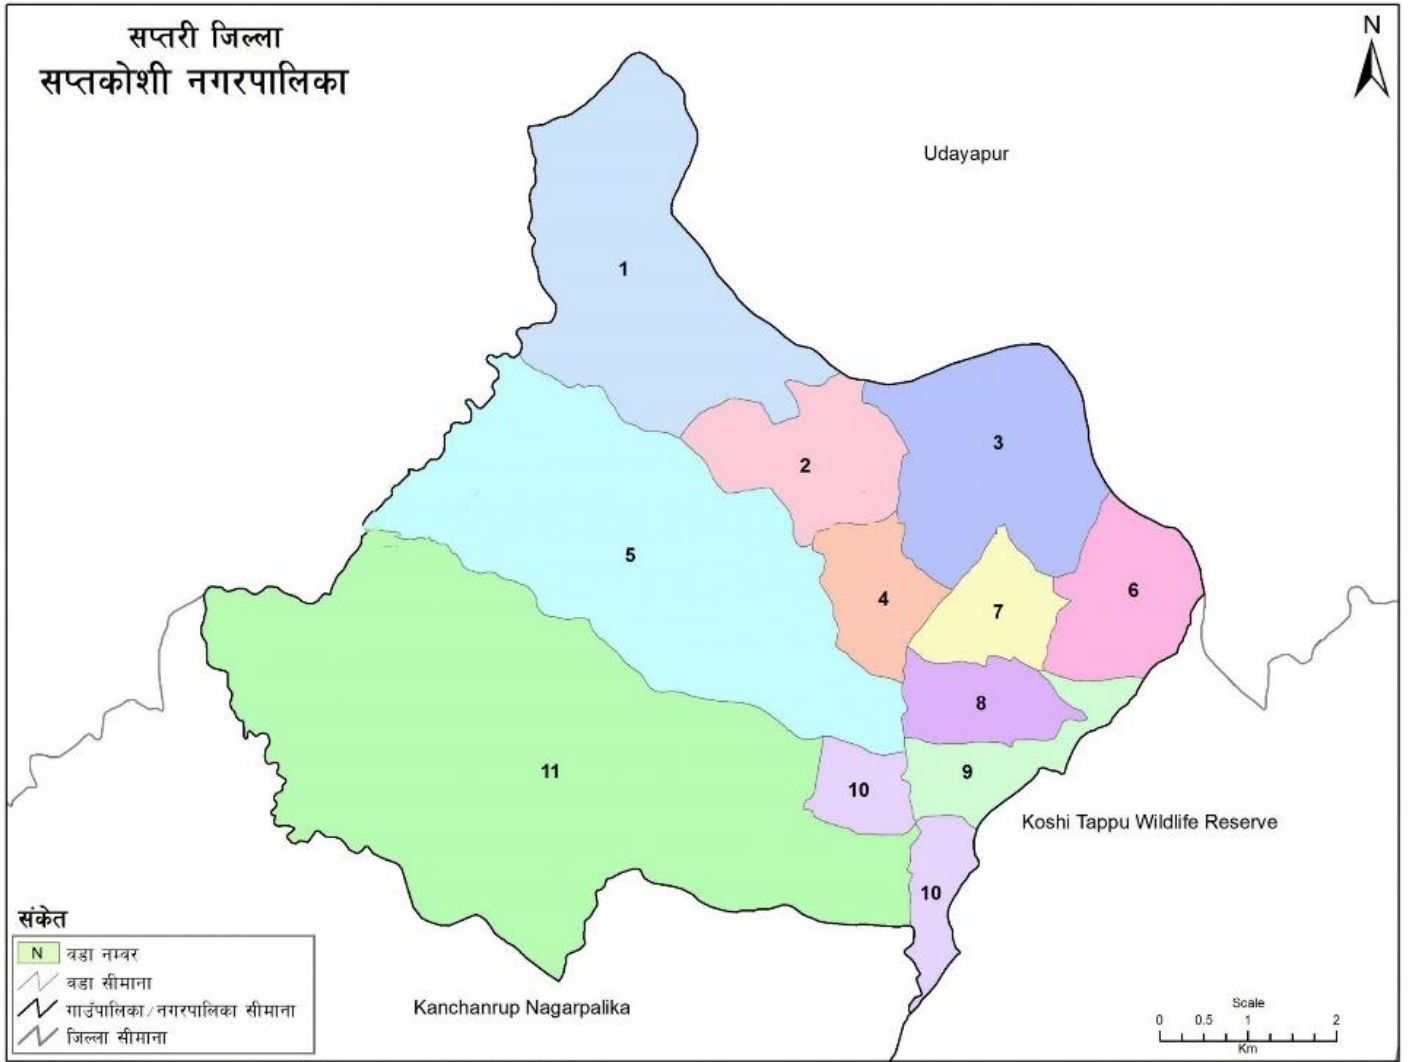 सप्तरी जिल्ला
सप्तकोशी नगरपालिका
N
Udayapur
1
2
3
5
4
7
6
8
11
10
9
Koshi Tappu Wildlife Reserve
10
Kanchanrup Nagarpalika
संकेत
N वडा नम्वर
वडा सीमाना
गाउँपालिका/नगरपालिका सीमाना
जिल्ला सीमाना
Scale
0 0.5 1 2
Km